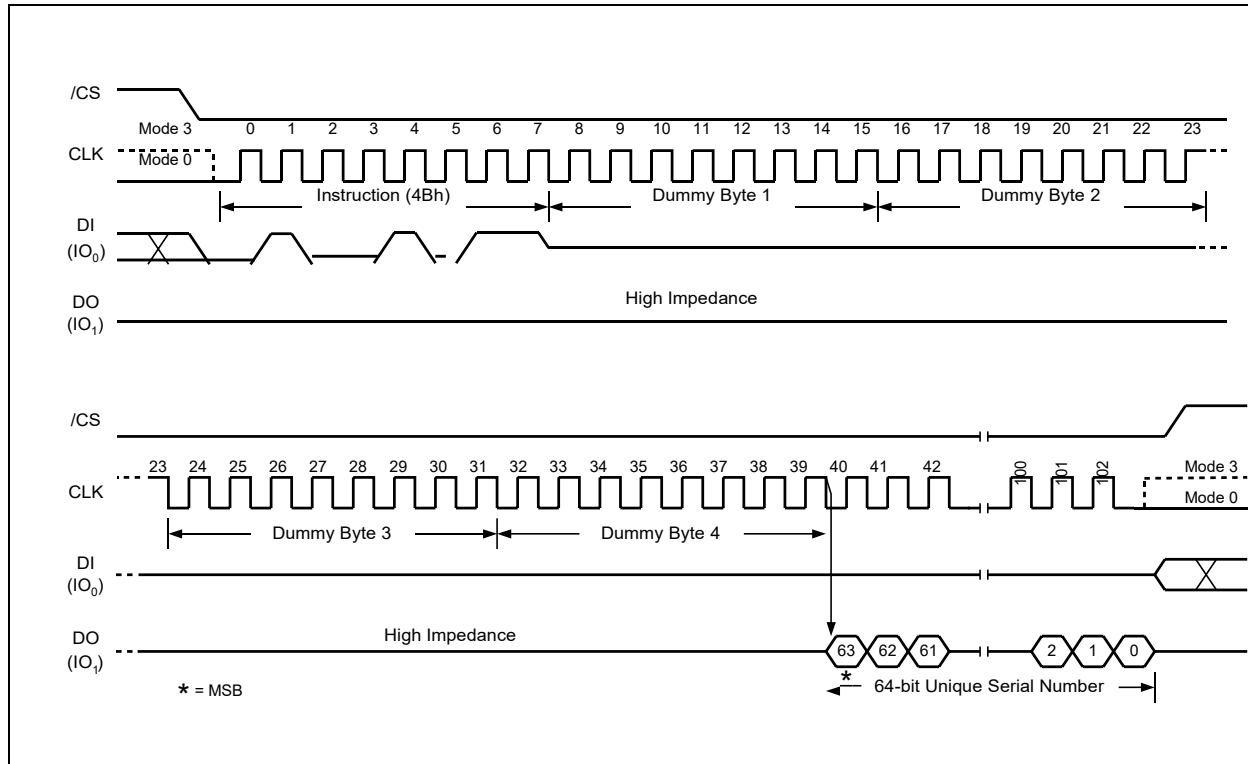 /CS
Mode 3 0 1 2 3 4 5 6 7 8 9 10 11 12 13 14 15 16 17 18 19 20 21 22 23
CLK Mode 0
Instruction (4Bh) Dummy Byte 1 Dummy Byte 2
DI
(IO0)
High Impedance
DO
(IO1)
/CS
23 24 25 26 27 28 29 30 31 32 33 34 35 36 37 38 39 40 41 42 100 101 102 Mode 3
CLK Mode 0
Dummy Byte 3 Dummy Byte 4
DI
(IO0)
High Impedance
DO
(IO1)
63 62 61 2 1 0
* = MSB
* 64-bit Unique Serial Number